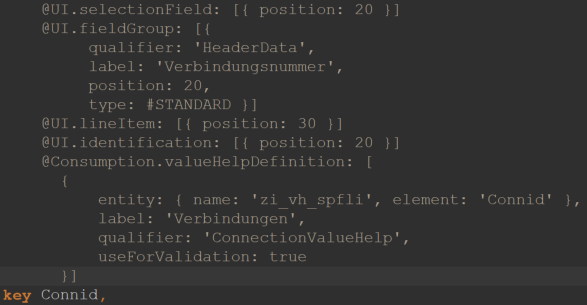 @UI.selectionField: [{ position: 20 }]
@UI.fieldGroup: [{
qualifier: 'HeaderData',
label: 'Verbindungsnummer',
position: 20,
type: #STANDARD }]
@UI.lineItem: [{ position: 30 }]
@UI.identification: [{ position: 20 }]
@Consumption.valueHelpDefinition: [
{
entity: { name: 'zi_vh_spfli', element: 'Connid' },
label: 'Verbindungen',
qualifier: 'ConnectionValueHelp',
useForValidation: true
}]
key Connid,